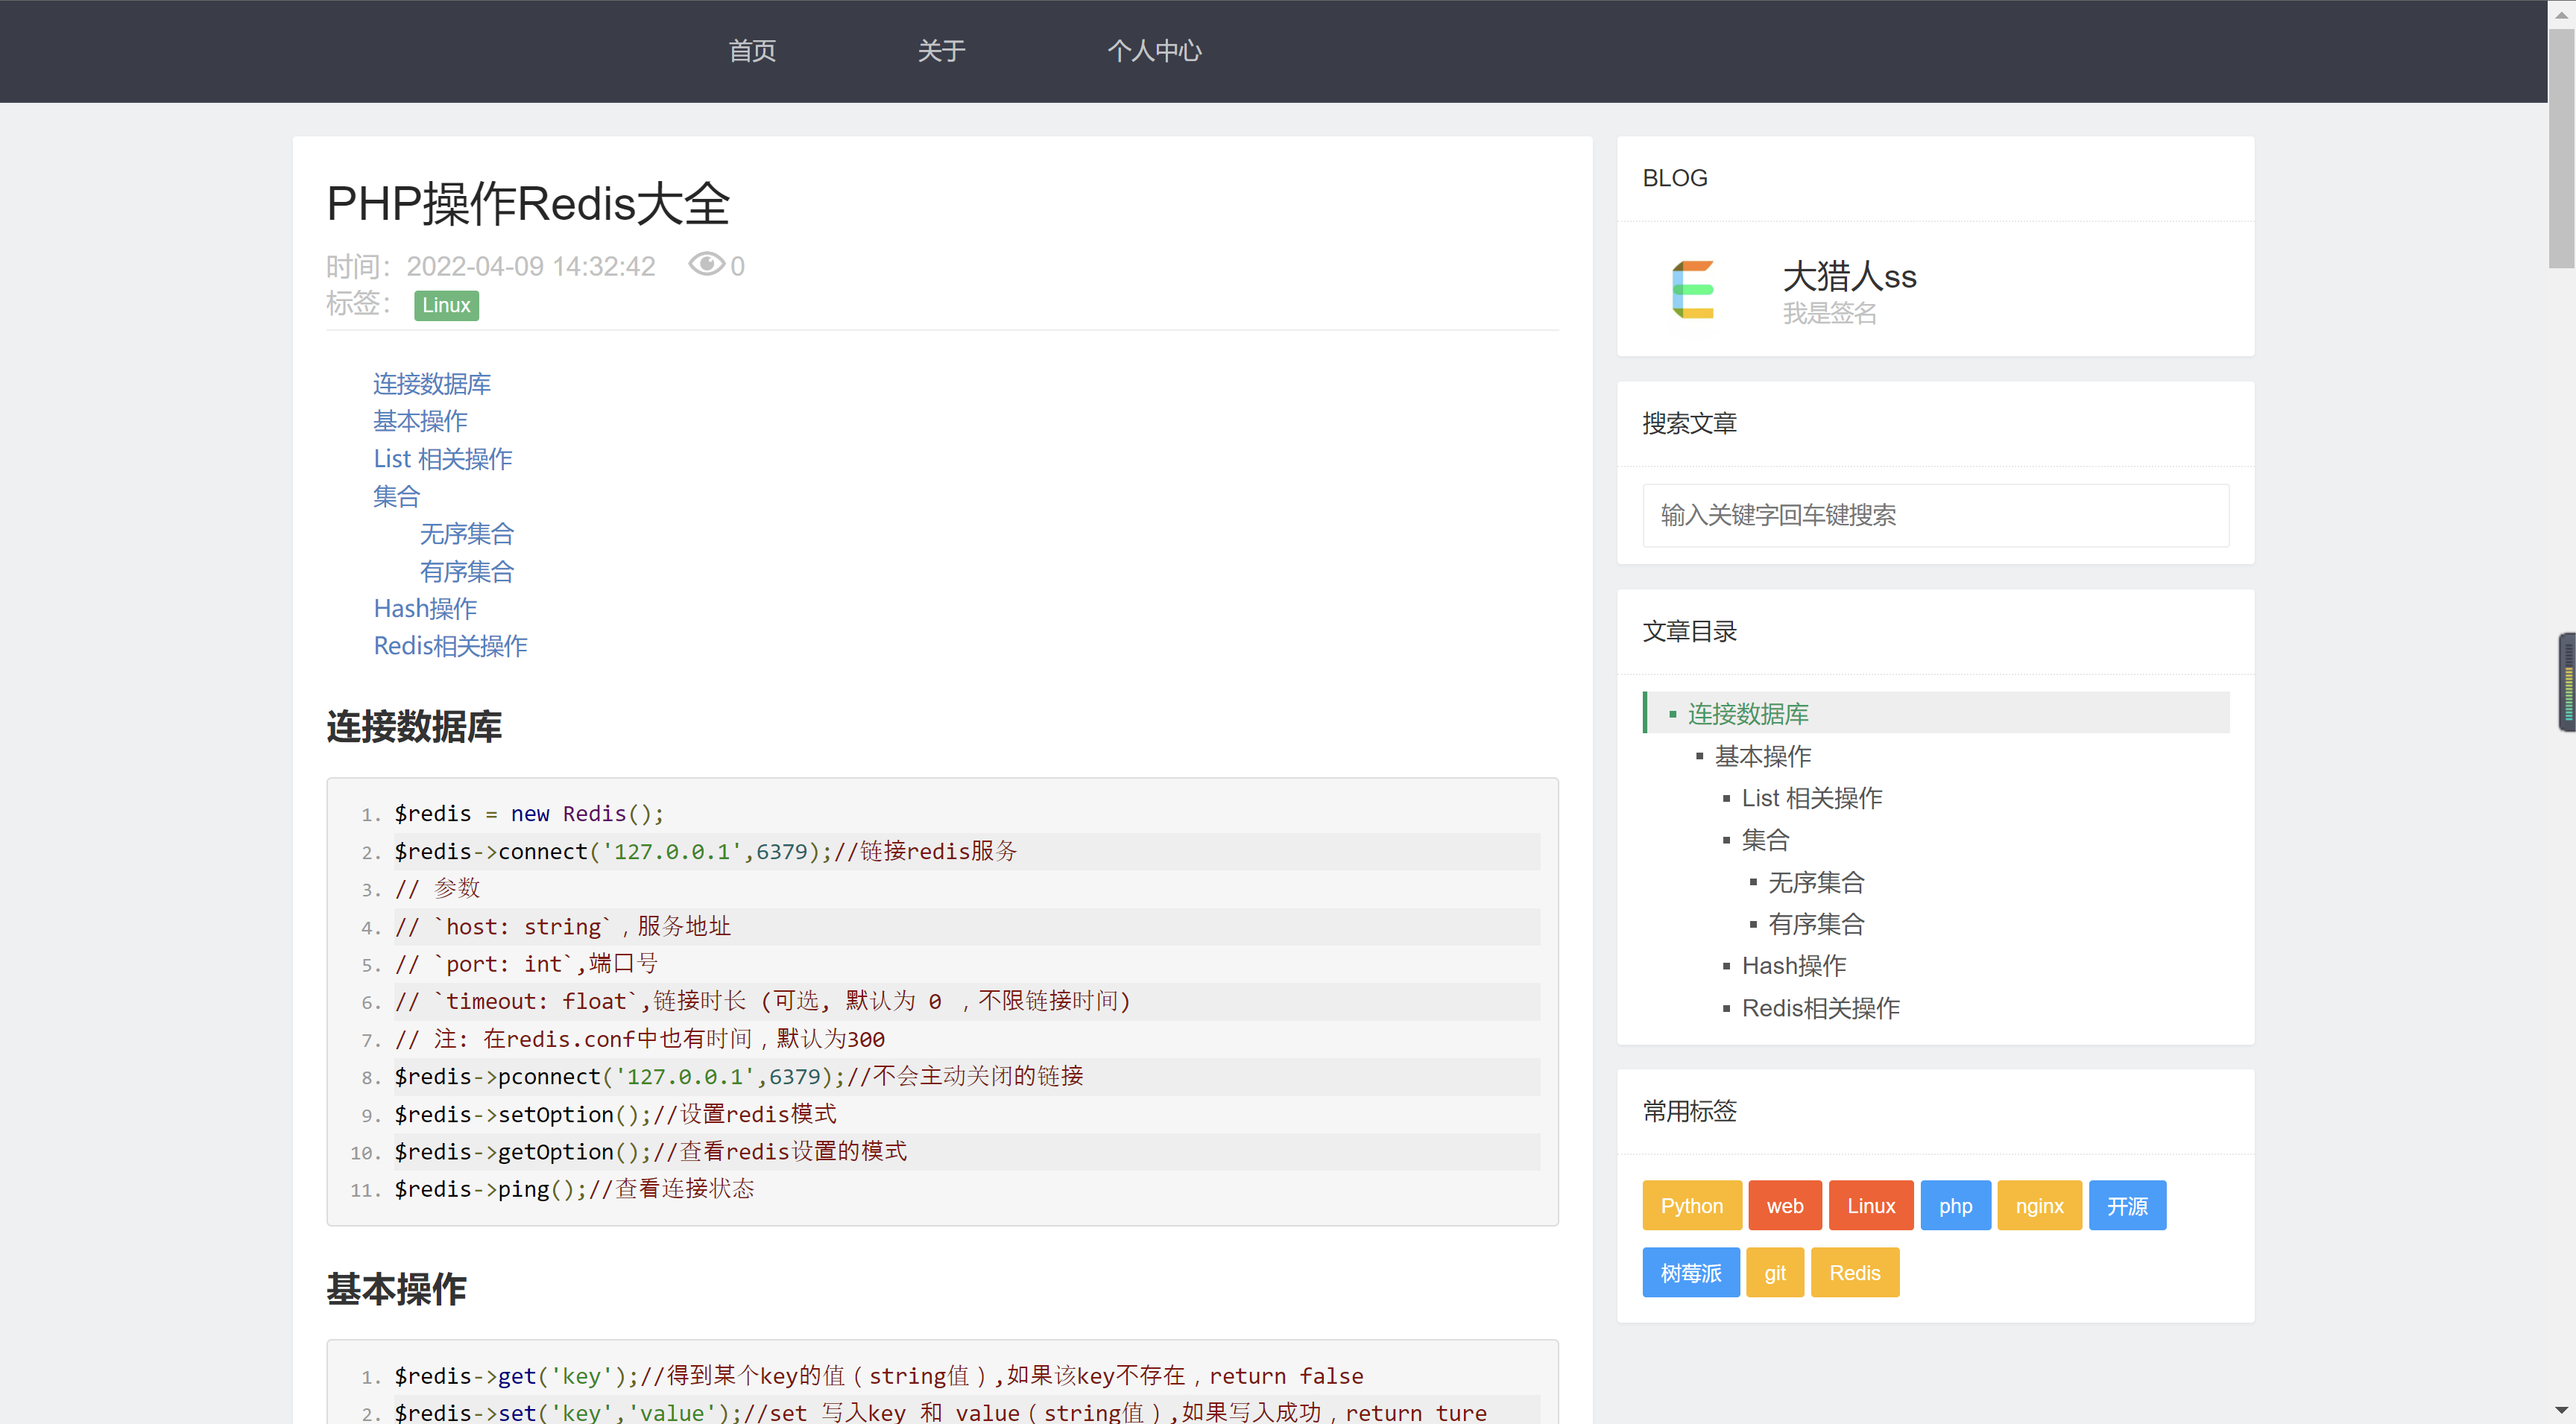 首页 关于 个人中心
PHP操作Redis大全
时间：2022-04-09 14:32:42 0
标签： Linux
连接数据库
基本操作
List 相关操作
集合
无序集合
有序集合
Hash操作
Redis相关操作
连接数据库
1. $redis = new Redis();
2. $redis->connect('127.0.0.1',6379);//链接redis服务
3. // 参数
4. // `host: string`，服务地址
5. // `port: int`,端口号
6. // `timeout: float`,链接时长 (可选, 默认为 0 ，不限链接时间)
7. // 注: 在redis.conf中也有时间，默认为300
8. $redis->pconnect('127.0.0.1',6379);//不会主动关闭的链接
9. $redis->setOption();//设置redis模式
10. $redis->getOption();//查看redis设置的模式
11. $redis->ping();//查看连接状态
基本操作
1. $redis->get('key');//得到某个key的值（string值）,如果该key不存在，return false
2. $redis->set('key','value');//set 写入key 和 value（string值）,如果写入成功，return ture
BLOG
大猎人ss
我是签名
搜索文章
输入关键字回车键搜索
文章目录
连接数据库
基本操作
List 相关操作
集合
无序集合
有序集合
Hash操作
Redis相关操作
常用标签
Python web Linux php nginx 开源
树莓派 git Redis